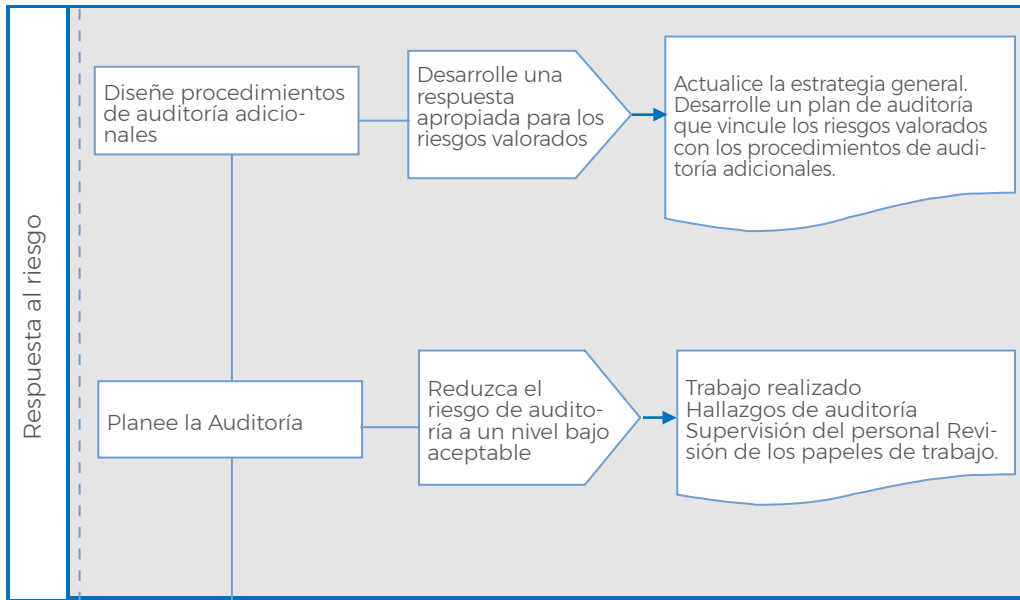 Respuesta al riesgo
Diseñe procedimientos
de auditoría adicio-
nales
Desarrolle una
respuesta
apropiada para los
riesgos valorados
Actualice la estrategia general.
Desarrolle un plan de auditoría
que vincule los riesgos valorados
con los procedimientos de audi-
toría adicionales.
Planee la Auditoría
Reduzca el
riesgo de audito-
ría a un nivel bajo
aceptable
Trabajo realizado
Hallazgos de auditoría
Supervisión del personal Revi-
sión de los papeles de trabajo.